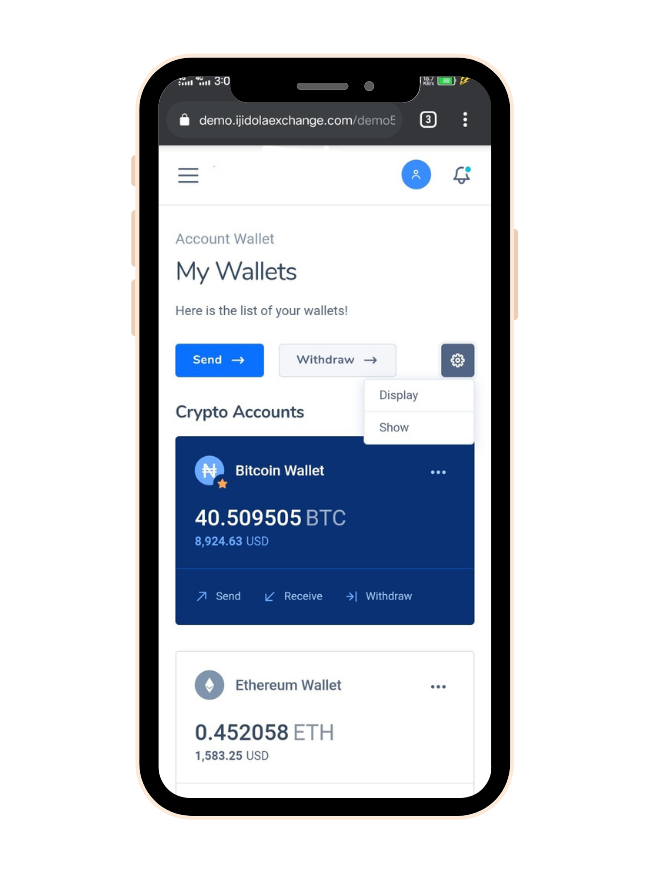 3:0
demo.ijidolaexchange.com/demo5
3
Account Wallet
My Wallets
Here is the list of your wallets!
Send
Withdraw
Display
Show
Crypto Accounts
Bitcoin Wallet
40.509505 BTC
8,924.63 USD
Send Receive Withdraw
Ethereum Wallet
0.452058 ETH
1,583.25 USD